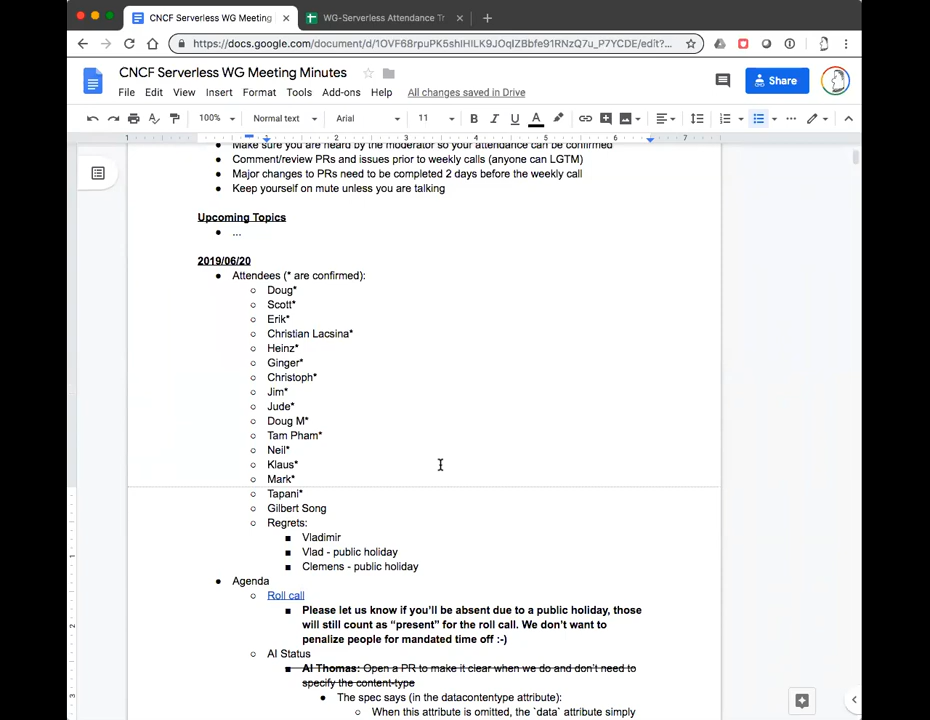 CNCF Serverless WG Meeting
WG-Serverless Attendance Tr
https://docs.google.com/document/d/1OVF68rpuPK5shIHILK9JOqIZBbfe91RNzQ7u_P7YCDE/edit?...
CNCF Serverless WG Meeting Minutes
File Edit View Insert Format Tools Add-ons Help All changes saved in Drive
Share
100% Normal text Arial 11 B I U A
1 1 2 3 4 5 6 7
Make sure you are heard by the moderator so your attendance can be confirmed
Comment/review PRs and issues prior to weekly calls (anyone can LGTM)
Major changes to PRs need to be completed 2 days before the weekly call
Keep yourself on mute unless you are talking
Upcoming Topics
...
2019/06/20
Attendees (* are confirmed):
Doug*
Scott*
Erik*
Christian Lacsina*
Heinz*
Ginger*
Christoph*
Jim*
Jude*
Doug M*
Tam Pham*
Neil*
Klaus*
Mark*
Tapani*
Gilbert Song
Regrets:
Vladimir
Vlad - public holiday
Clemens - public holiday
Agenda
Roll call
Please let us know if you’ll be absent due to a public holiday, those
will still count as “present” for the roll call. We don’t want to
penalize people for mandated time off :-)
AI Status
AI Thomas: Open a PR to make it clear when we do and don’t need to
specify the content-type
The spec says (in the datacontenttype attribute):
When this attribute is omitted, the `data` attribute simply